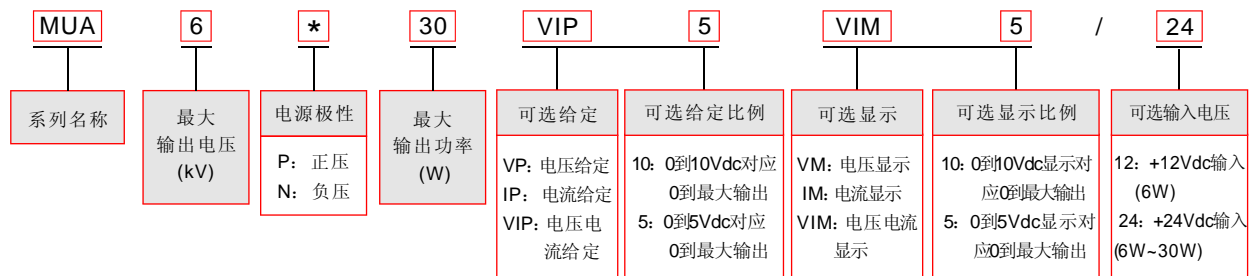 MUA 6 * 30 VIP 5 VIM 5 / 24
系列名称
最大
输出电压
(kV)
电源极性
P：正压
N：负压
最大
输出功率
(W)
可选给定
VP：电压给定
IP：电流给定
VIP：电压电
流给定
可选给定比例
10：0到10Vdc对应
0到最大输出
5：0到5Vdc对应
0到最大输出
可选显示
VM：电压显示
IM：电流显示
VIM：电压电流
显示
可选显示比例
10：0到10Vdc显示对
应0到最大输出
5：0到5Vdc显示对
应0到最大输出
可选输入电压
12：+12Vdc输入
(6W)
24：+24Vdc输入
(6W~30W)